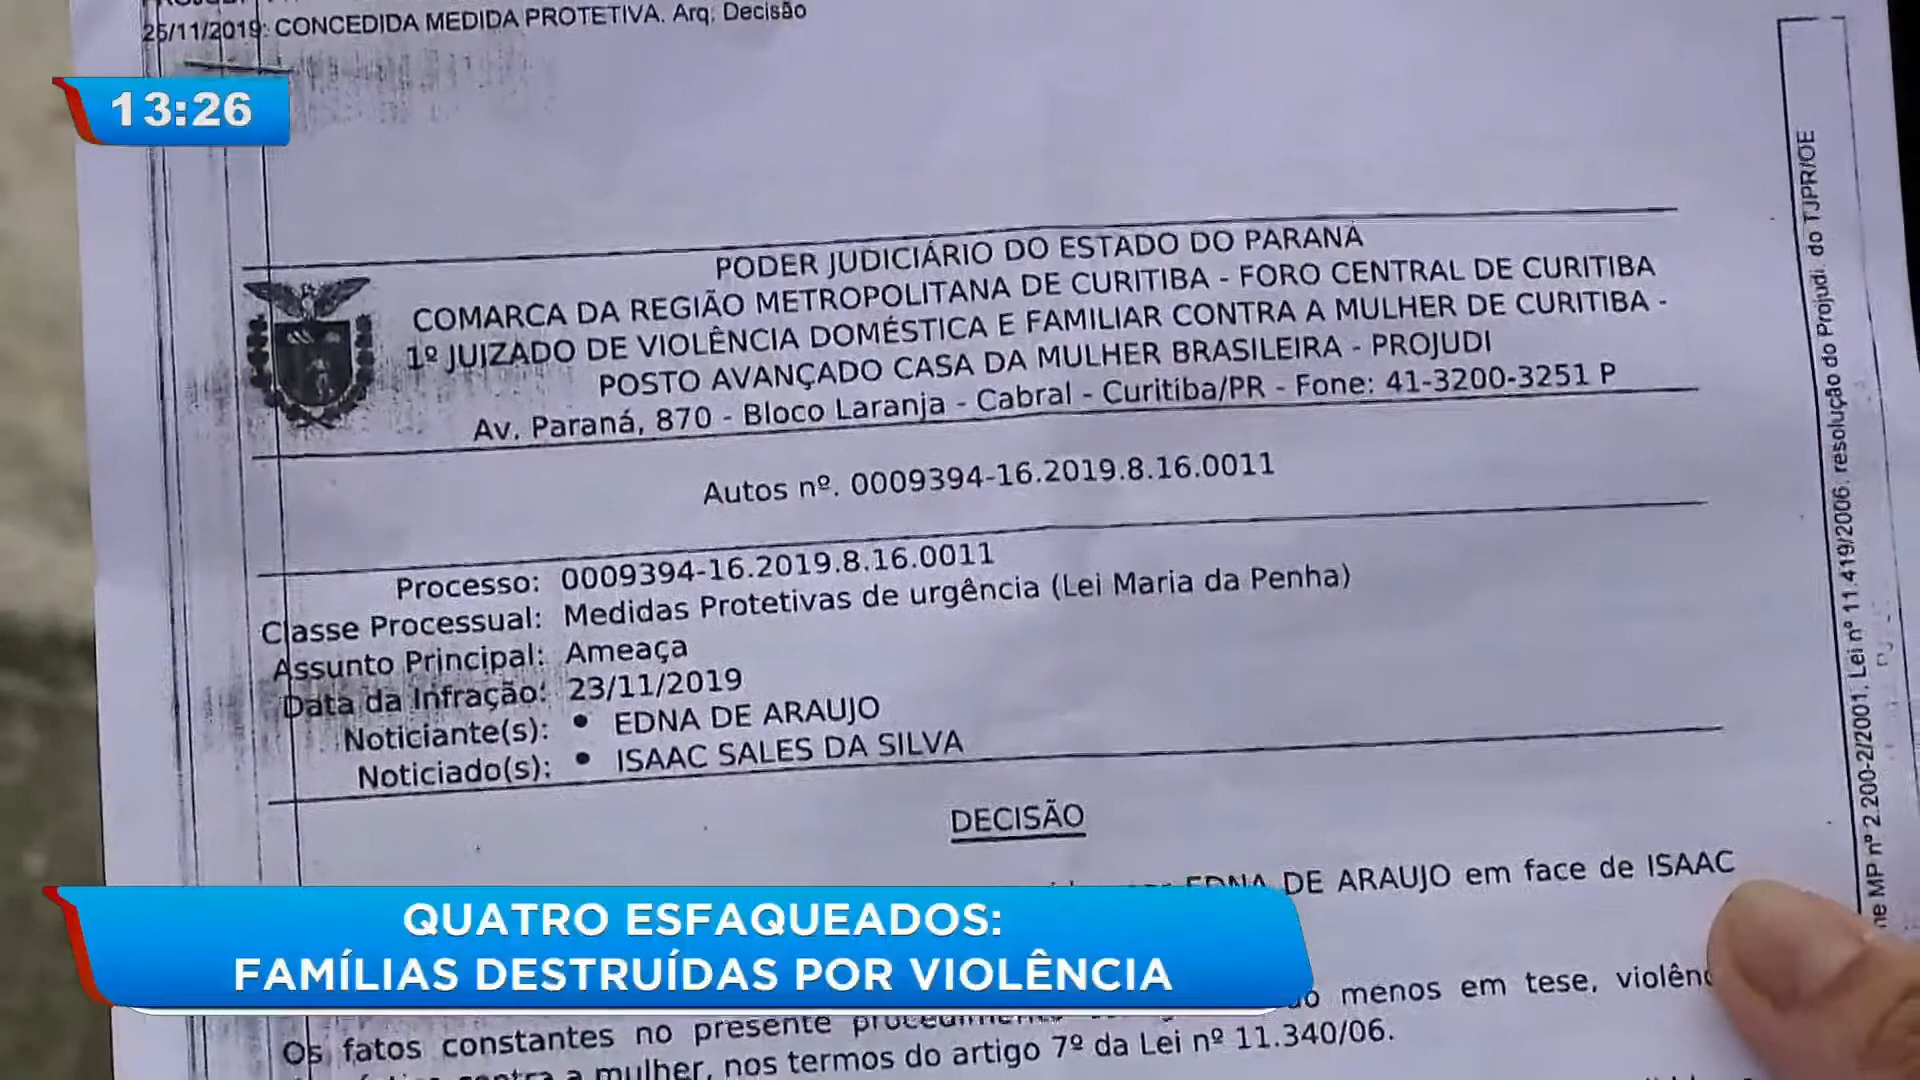 25/11/2019: CONCEDIDA MEDIDA PROTETIVA. Arq: Decisão
13:26
PODER JUDICIÁRIO DO ESTADO DO PARANÁ
COMARCA DA REGIÃO METROPOLITANA DE CURITIBA - FORO CENTRAL DE CURITIBA
1º JUIZADO DE VIOLÊNCIA DOMÉSTICA E FAMILIAR CONTRA A MULHER DE CURITIBA -
POSTO AVANÇADO CASA DA MULHER BRASILEIRA - PROJUDI
Av. Paraná, 870 - Bloco Laranja - Cabral - Curitiba/PR - Fone: 41-3200-3251 P
Autos nº. 0009394-16.2019.8.16.0011
Processo: 0009394-16.2019.8.16.0011
Classe Processual: Medidas Protetivas de urgência (Lei Maria da Penha)
Assunto Principal: Ameaça
Data da Infração: 23/11/2019
Noticiante(s): • EDNA DE ARAUJO
Noticiado(s): • ISAAC SALES DA SILVA
DECISÃO
EDNA DE ARAUJO em face de ISAAC
QUATRO ESFAQUEADOS:
FAMÍLIAS DESTRUÍDAS POR VIOLÊNCIA
menos em tese,
Os fatos constantes no presente
contra a mulher, nos termos do artigo 7º da Lei nº 11.340/06.
MP nº 2.200-2/2001, Lei nº 11.419/2006, resolução do Projudi, do TJPR/OE